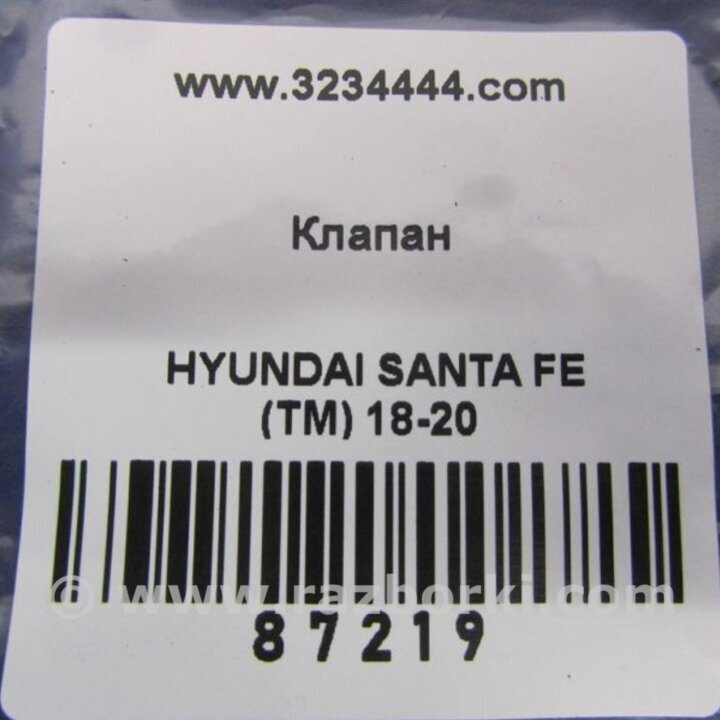 www.3234444.com
Клапан
HYUNDAI SANTA FE
(TM) 18-20
© www.razborki.com
87219